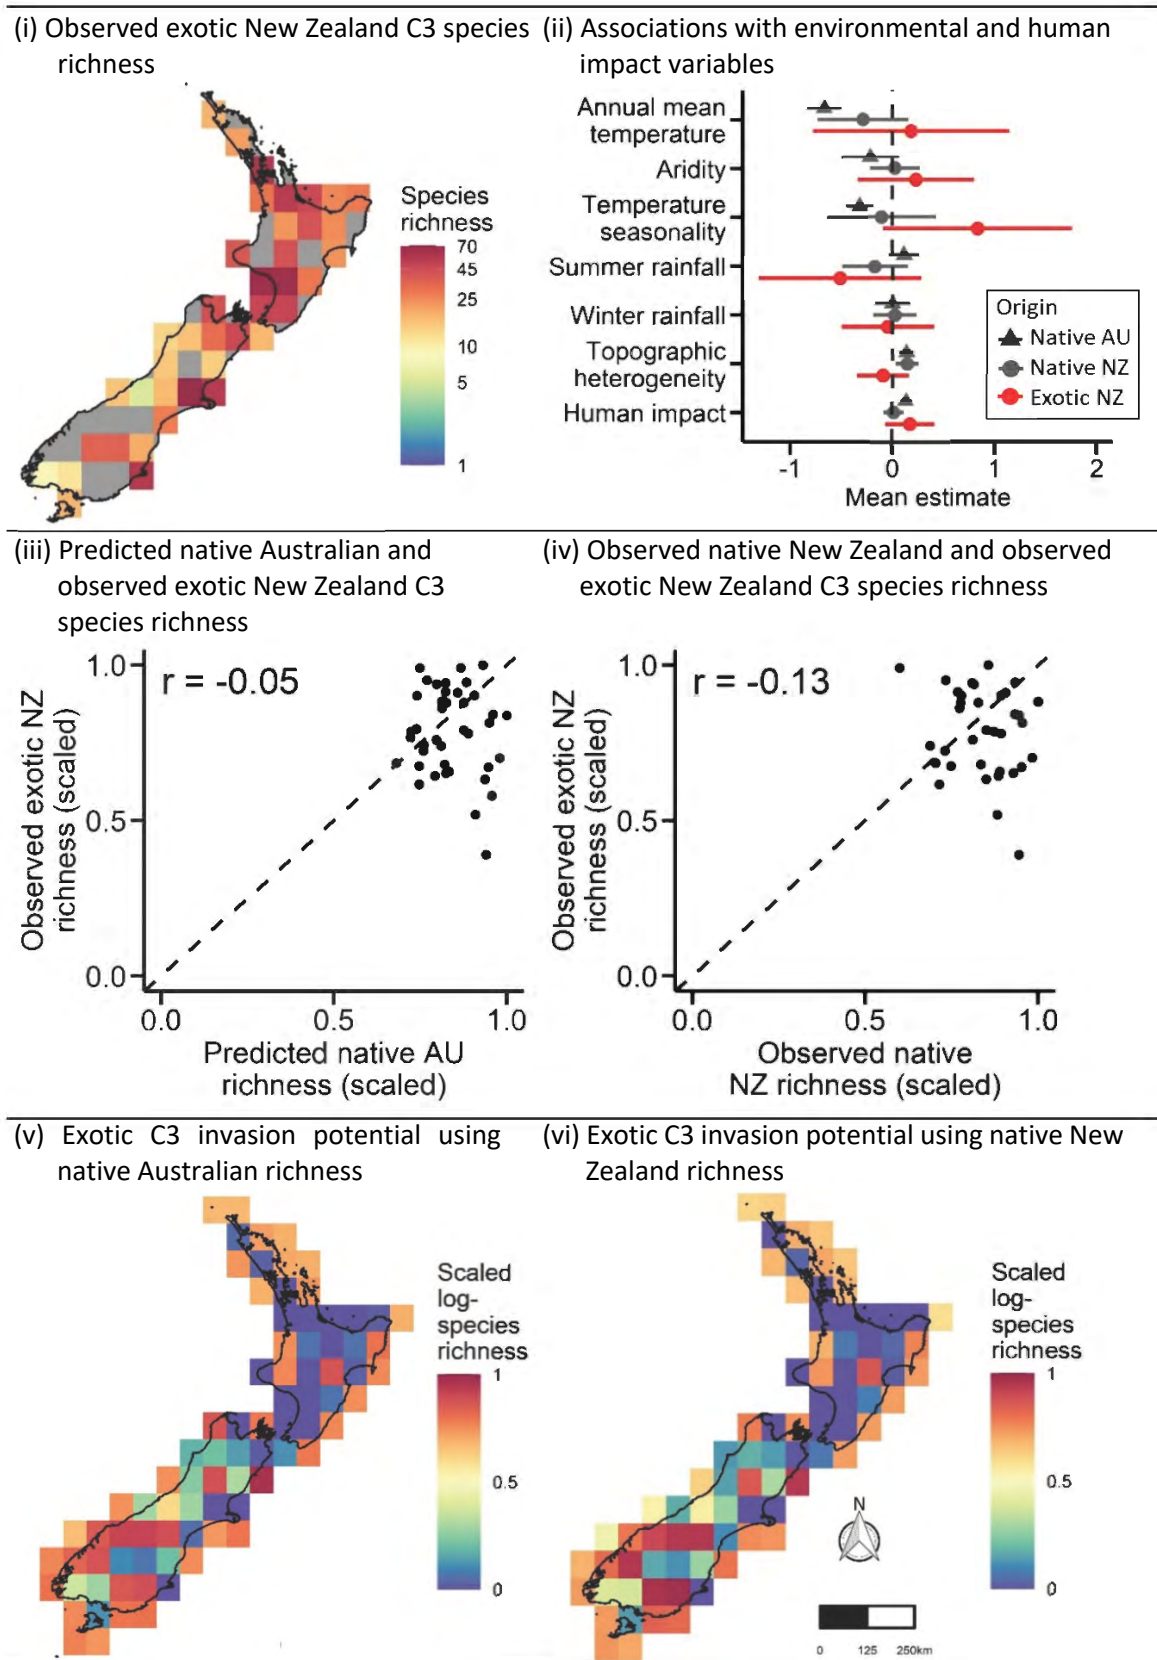 (i) Observed exotic New Zealand C3 species
richness
Species
richness
70
45
25
10
5
1
(ii) Associations with environmental and human
impact variables
Annual mean
temperature
Aridity
Temperature
seasonality
Summer rainfall
Winter rainfall
Topographic
heterogeneity
Human impact
Origin
Native AU
Native NZ
Exotic NZ
-1 0 1 2
Mean estimate
(iii) Predicted native Australian and
observed exotic New Zealand C3
species richness
r = -0.05
Observed exotic NZ
richness (scaled)
1.0
0.5
0.0
0.0 0.5 1.0
Predicted native AU
richness (scaled)
(iv) Observed native New Zealand and observed
exotic New Zealand C3 species richness
r = -0.13
Observed exotic NZ
richness (scaled)
1.0
0.5
0.0
0.0 0.5 1.0
Observed native
NZ richness (scaled)
(v) Exotic C3 invasion potential using
native Australian richness
Scaled
log-
species
richness
1
0.5
0
(vi) Exotic C3 invasion potential using native New
Zealand richness
Scaled
log-
species
richness
1
0.5
0
N
0 125 250km